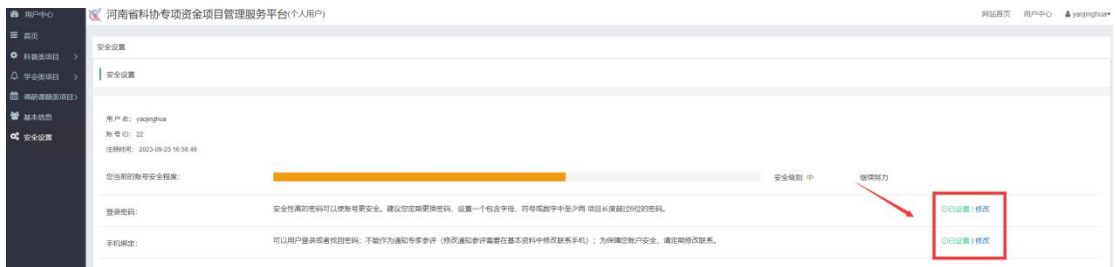 用户中心
河南省科协专项资金项目管理服务平台(个人用户)
网站首页 用户中心 yaojinghua
首页
科普类项目
学会类项目
调研课题类项目
基本信息
安全设置
安全设置
安全设置
用户名: yaojinghua
账号ID: 22
注册时间: 2023-09-23 16:56:49
您当前的账号安全程度:
安全级别 中 继续努力
登录密码:
安全性高的密码可以使账号更安全。建议您定期更换密码，设置一个包含字母，符号或数字中至少两 项目长度超过6位的密码。
已设置 | 修改
手机绑定:
可以用户登录或者找回密码；不能作为通知专家参评（修改通知参评需要在基本资料中修改联系手机）；为保障您账户安全，请定期修改联系。
已设置 | 修改